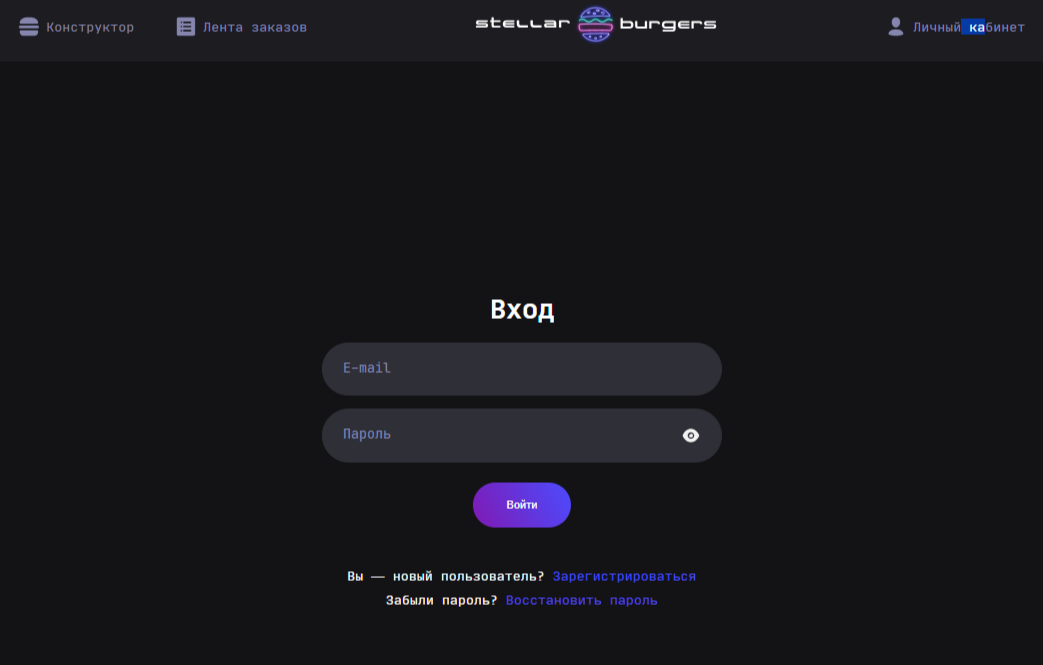 Конструктор
Лента заказов
stellar burgers
Личный кабинет
Вход
E-mail
Пароль
Войти
Вы — новый пользователь? Зарегистрироваться
Забыли пароль? Восстановить пароль